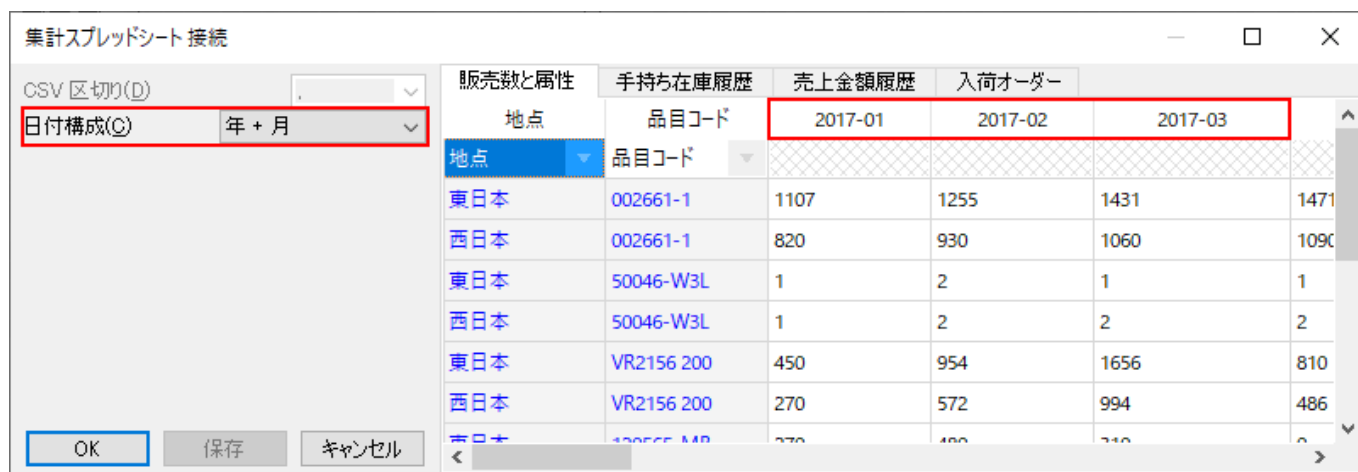 集計スプレッドシート 接続
CSV 区切り(D) ,
日付構成(C) 年 + 月
OK 保存 キャンセル
販売数と属性 手持ち在庫履歴 売上金額履歴 入荷オーダー
地点 品目コード 2017-01 2017-02 2017-03
地点 品目コード
東日本 002661-1 1107 1255 1431 1471
西日本 002661-1 820 930 1060 1090
東日本 50046-W3L 1 2 1 1
西日本 50046-W3L 1 2 2 2
東日本 VR2156 200 450 954 1656 810
西日本 VR2156 200 270 572 994 486
東日本